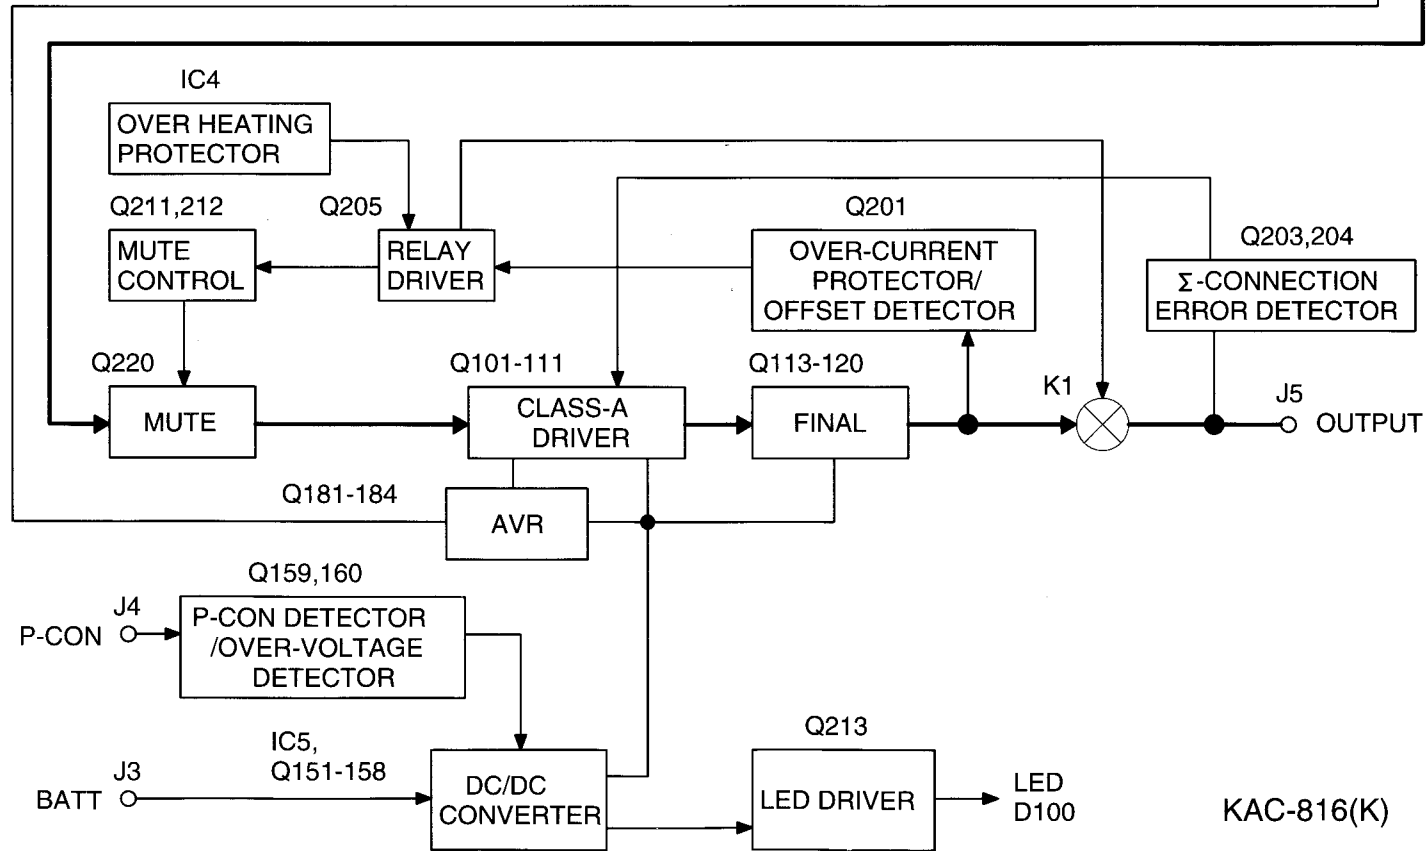 IC4
OVER HEATING
PROTECTOR
Q211,212
Q205
Q201
Q203,204
MUTE
CONTROL
RELAY
DRIVER
OVER-CURRENT
PROTECTOR/
OFFSET DETECTOR
Σ-CONNECTION
ERROR DETECTOR
Q220
Q101-111
Q113-120
K1
J5
MUTE
CLASS-A
DRIVER
FINAL
OUTPUT
Q181-184
AVR
Q159,160
J4
P-CON
P-CON DETECTOR
/OVER-VOLTAGE
DETECTOR
IC5,
Q151-158
Q213
J3
BATT
DC/DC
CONVERTER
LED DRIVER
LED
D100
KAC-816(K)